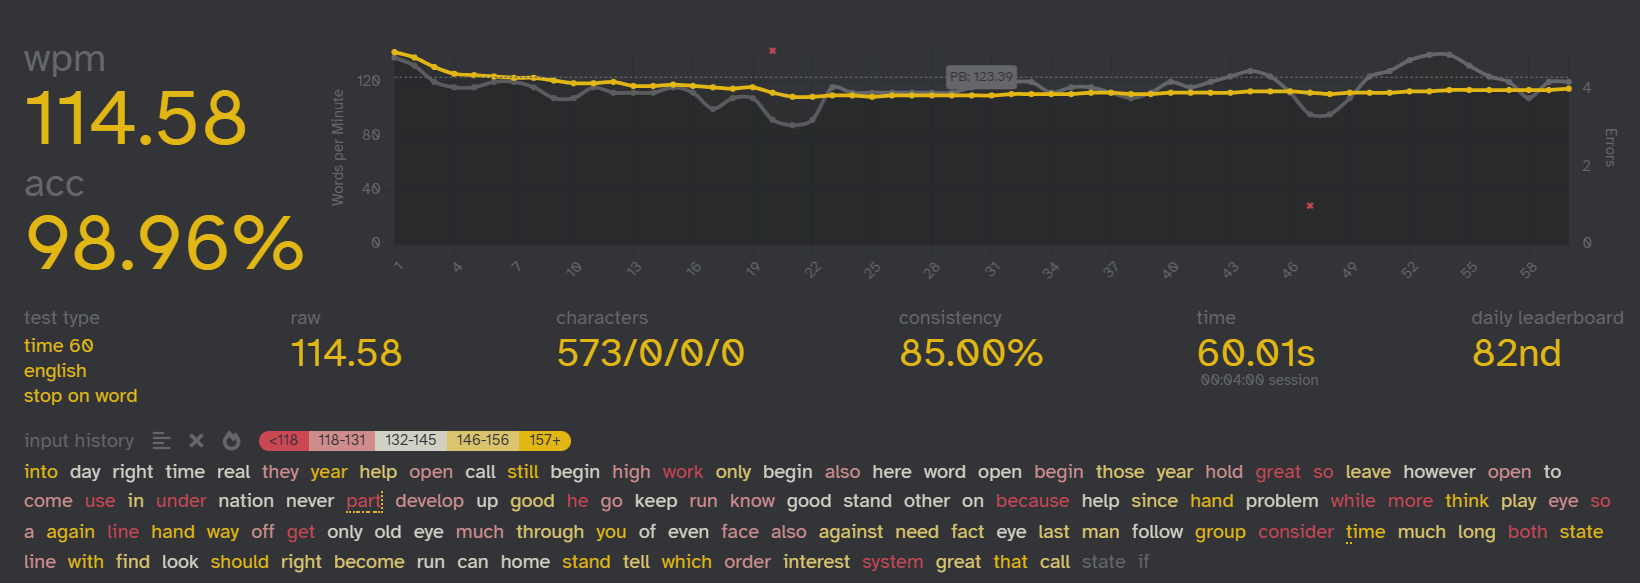 wpm
114.58
acc
98.96%
Words per Minute
120
80
40
0
PB: 123.39
Errors
4
2
0
1 4 7 10 13 16 19 22 25 28 31 34 37 40 43 46 49 52 55 58
test type
time 60
english
stop on word
raw
114.58
characters
573/0/0/0
consistency
85.00%
time
60.01s
00:04:00 session
daily leaderboard
82nd
input history <118 118-131 132-145 146-156 157+
into day right time real they year help open call still begin high work only begin also here word open begin those year hold great so leave however open to
come use in under nation never part develop up good he go keep run know good stand other on because help since hand problem while more think play eye so
a again line hand way off get only old eye much through you of even face also against need fact eye last man follow group consider time much long both state
line with find look should right become run can home stand tell which order interest system great that call state if